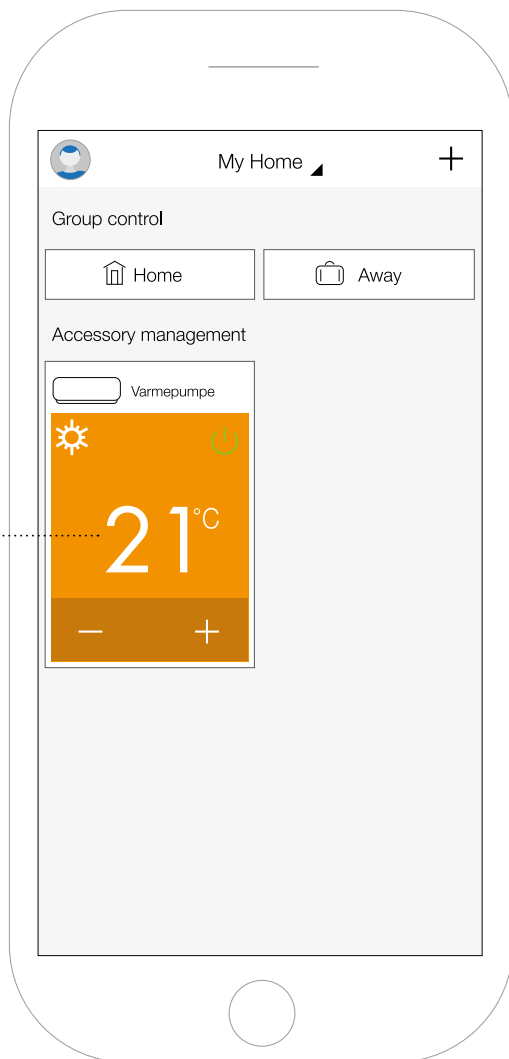 My Home
Group control
Home
Away
Accessory management
Varmepumpe
21°C